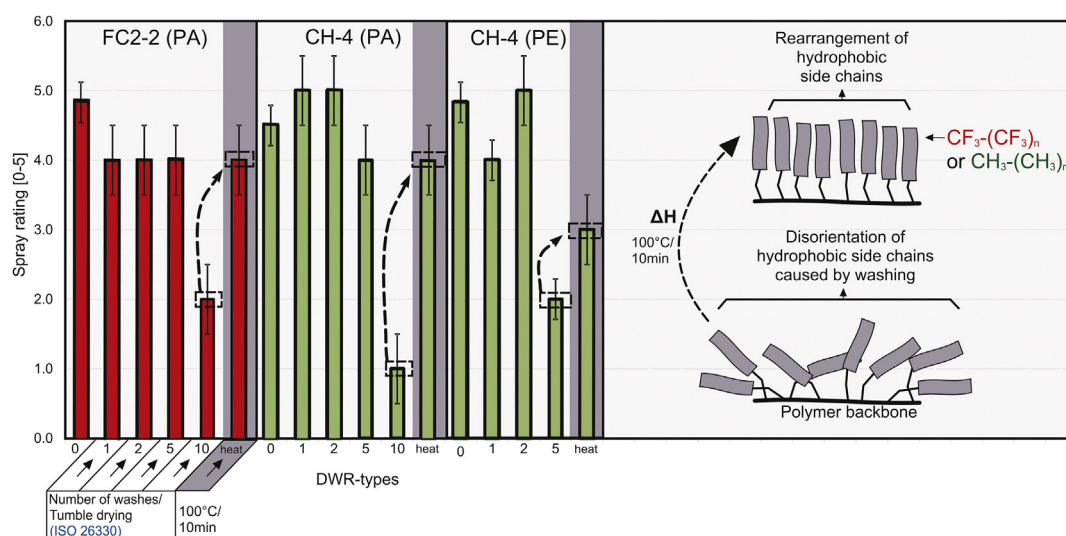 6.0
5.0
4.0
3.0
2.0
1.0
0.0
Spray rating [0-5]
FC2-2 (PA)
CH-4 (PA)
CH-4 (PE)
0 1 2 5 10 heat
0 1 2 5 10 heat
0 1 2 5 heat
DWR-types
Number of washes/
Tumble drying
(ISO 26330)
100°C/
10min
Rearrangement of
hydrophobic
side chains
CF₃-(CF₃)ₙ
or CH₃-(CH₃)ₙ
ΔH
100°C/
10min
Disorientation of
hydrophobic side chains
caused by washing
Polymer backbone